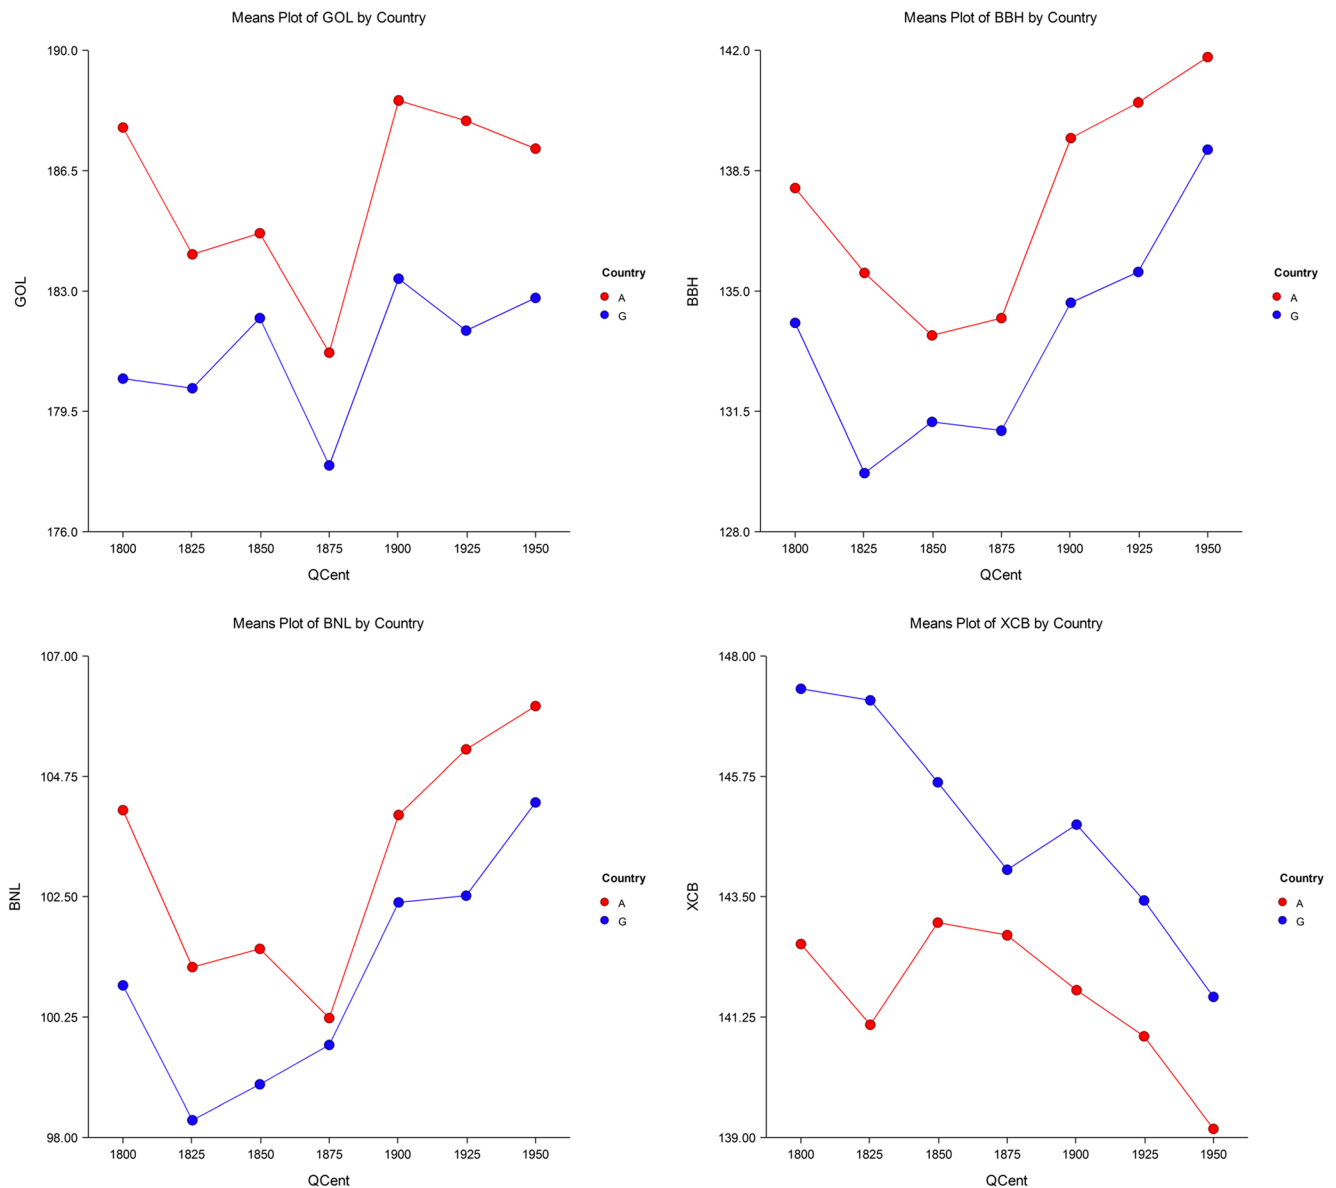 Means Plot of GOL by Country
190.0
186.5
183.0
179.5
176.0
GOL
1800 1825 1850 1875 1900 1925 1950
QCent
Country
A
G
Means Plot of BBH by Country
142.0
138.5
135.0
131.5
128.0
BBH
1800 1825 1850 1875 1900 1925 1950
QCent
Country
A
G
Means Plot of BNL by Country
107.00
104.75
102.50
100.25
98.00
BNL
1800 1825 1850 1875 1900 1925 1950
QCent
Country
A
G
Means Plot of XCB by Country
148.00
145.75
143.50
141.25
139.00
XCB
1800 1825 1850 1875 1900 1925 1950
QCent
Country
A
G